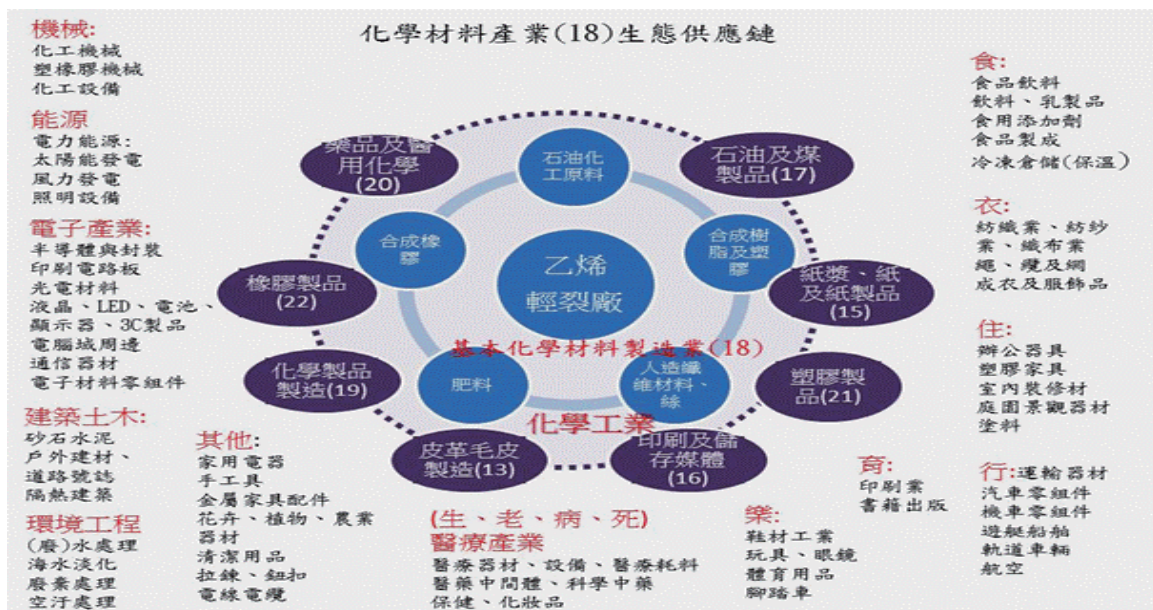 化學材料產業(18)生態供應鏈
機械:
化工機械
塑橡膠機械
化工設備
能源
電力能源:
太陽能發電
風力發電
照明設備
電子產業:
半導體與封裝
印刷電路板
光電材料
液晶、LED、電池、
顯示器、3C製品
電腦域周邊
通信器材
電子材料零組件
建築土木:
砂石水泥
戶外建材、
道路號誌
隔熱建築
環境工程
(廢)水處理
海水淡化
廢棄處理
空汙處理
其他:
家用電器
手工具
金屬家具配件
花卉、植物、農業
器材
清潔用品
拉鍊、鈕扣
電線電纜
藥品及醫
用化學
(20)
石油化
工原料
石油及煤
製品(17)
合成橡
膠
乙烯
輕裂廠
合成樹
脂及塑
膠
橡膠製品
(22)
紙漿、紙
及紙製品
(15)
基本化學材料製造業(18)
化學製品
製造(19)
肥料
人造纖
維材料、
絲
塑膠製
品(21)
化學工業
皮革毛皮
製造(13)
印刷及儲
存媒體
(16)
(生、老、病、死)
醫療產業
醫療器材、設備、醫療耗料
醫藥中間體、科學中藥
保健、化妝品
樂:
鞋材工業
玩具、眼鏡
體育用品
腳踏車
育:
印刷業
書籍出版
食:
食品飲料
飲料、乳製品
食用添加劑
食品製成
冷凍倉儲(保溫)
衣:
紡織業、紡紗
業、織布業
繩、纜及網
成衣及服飾品
住:
辦公器具
塑膠家具
室內裝修材
庭園景觀器材
塗料
行:運輸器材
汽車零組件
機車零組件
遊艇船舶
軌道車輛
航空